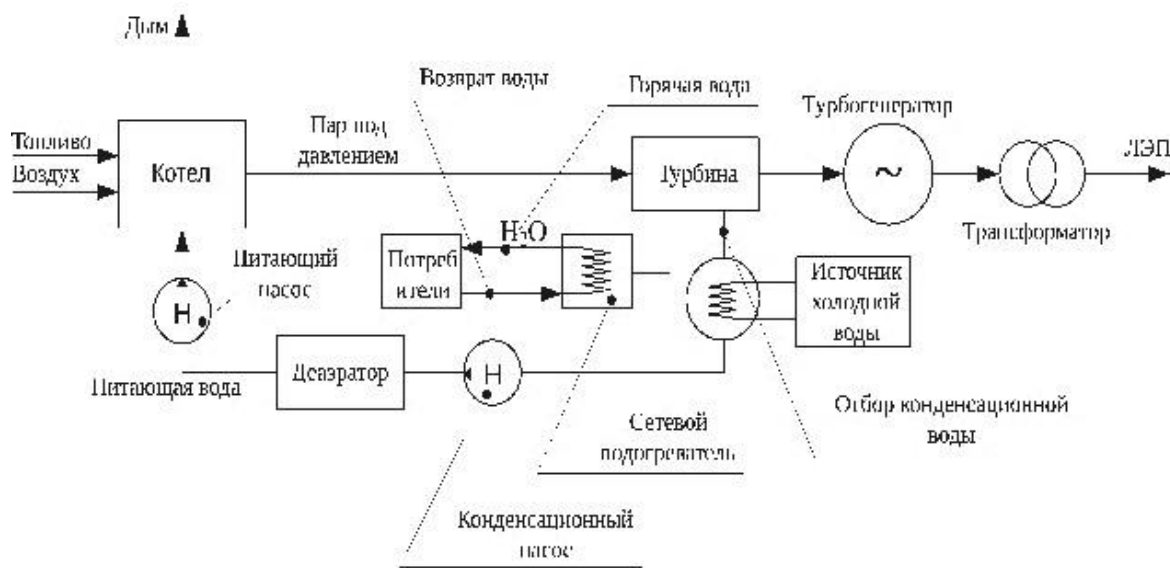 Дым
Возврат воды
Горячая вода
Турбогенератор
Топливо
Воздух
Котел
Пар под
давлением
Турбина
~
ЛЭП
Трансформатор
Потреб
ители
H2O
Источник
холодной
воды
Питающий
насос
Н
Питающая вода
Деаэратор
Н
Сетевой
подогреватель
Отбор конденсационной
воды
Конденсационный
насос